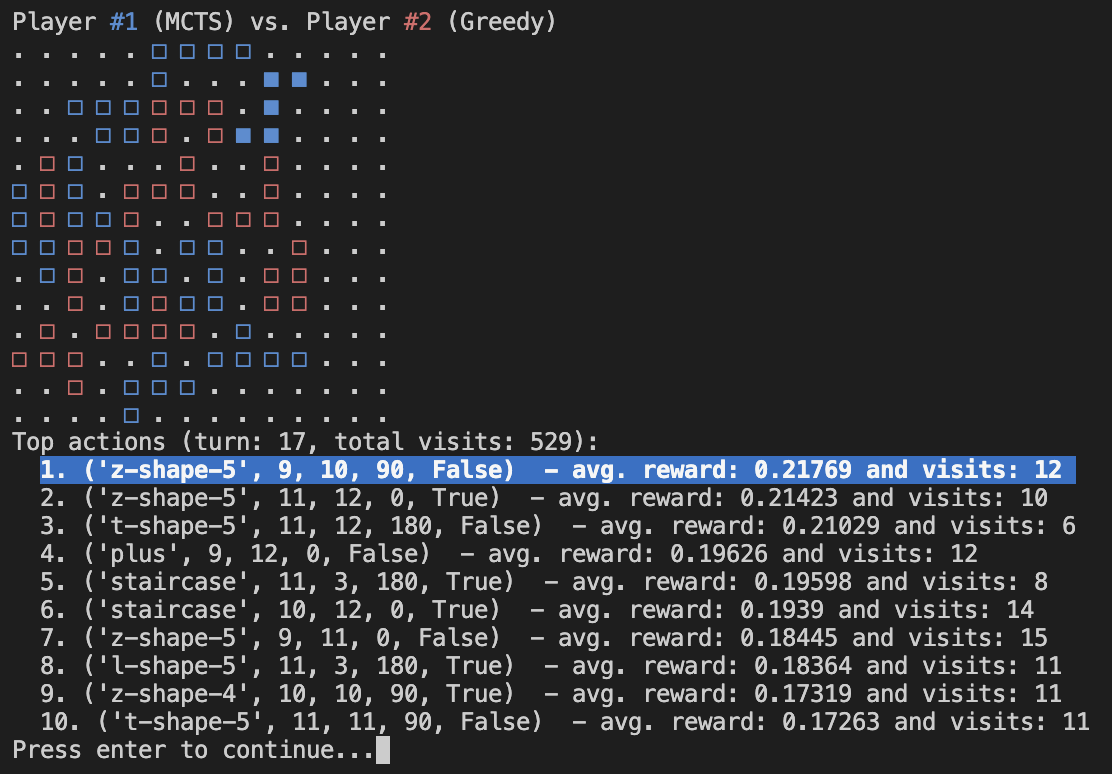 Player #1 (MCTS) vs. Player #2 (Greedy)
. . . . . □ □ □ □ . . . . .
. . . . . □ . . . ■ ■ . . .
. . □ □ □ □ □ □ . ■ . . . .
. . . □ □ □ . □ ■ ■ . . . .
. □ □ . . . □ . . □ . . . .
□ □ □ . □ □ □ . . □ . . . .
□ □ □ □ □ . . □ □ □ . . . .
□ □ □ □ □ . □ □ . . □ . . .
. □ □ . □ □ . □ . □ □ . . .
. . □ . □ □ □ □ . □ □ . . .
. □ . □ □ □ □ . □ . . . . .
□ □ □ . . □ . □ □ □ □ . . .
. . □ . □ □ □ . . . . . . .
. . . . □ . . . . . . . . .
Top actions (turn: 17, total visits: 529):
1. ('z-shape-5', 9, 10, 90, False) - avg. reward: 0.21769 and visits: 12
2. ('z-shape-5', 11, 12, 0, True) - avg. reward: 0.21423 and visits: 10
3. ('t-shape-5', 11, 12, 180, False) - avg. reward: 0.21029 and visits: 6
4. ('plus', 9, 12, 0, False) - avg. reward: 0.19626 and visits: 12
5. ('staircase', 11, 3, 180, True) - avg. reward: 0.19598 and visits: 8
6. ('staircase', 10, 12, 0, True) - avg. reward: 0.1939 and visits: 14
7. ('z-shape-5', 9, 11, 0, False) - avg. reward: 0.18445 and visits: 15
8. ('l-shape-5', 11, 3, 180, True) - avg. reward: 0.18364 and visits: 11
9. ('z-shape-4', 10, 10, 90, True) - avg. reward: 0.17319 and visits: 11
10. ('t-shape-5', 11, 11, 90, False) - avg. reward: 0.17263 and visits: 11
Press enter to continue...